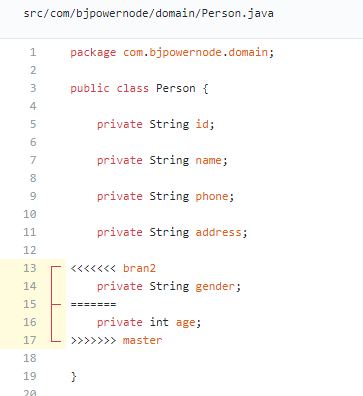 src/com/bjpowernode/domain/Person.java
1 package com.bjpowernode.domain;
2
3 public class Person {
4
5 private String id;
6
7 private String name;
8
9 private String phone;
10
11 private String address;
12
13 <<<<<<< bran2
14 private String gender;
15 =======
16 private int age;
17 >>>>>>> master
18
19 }
20